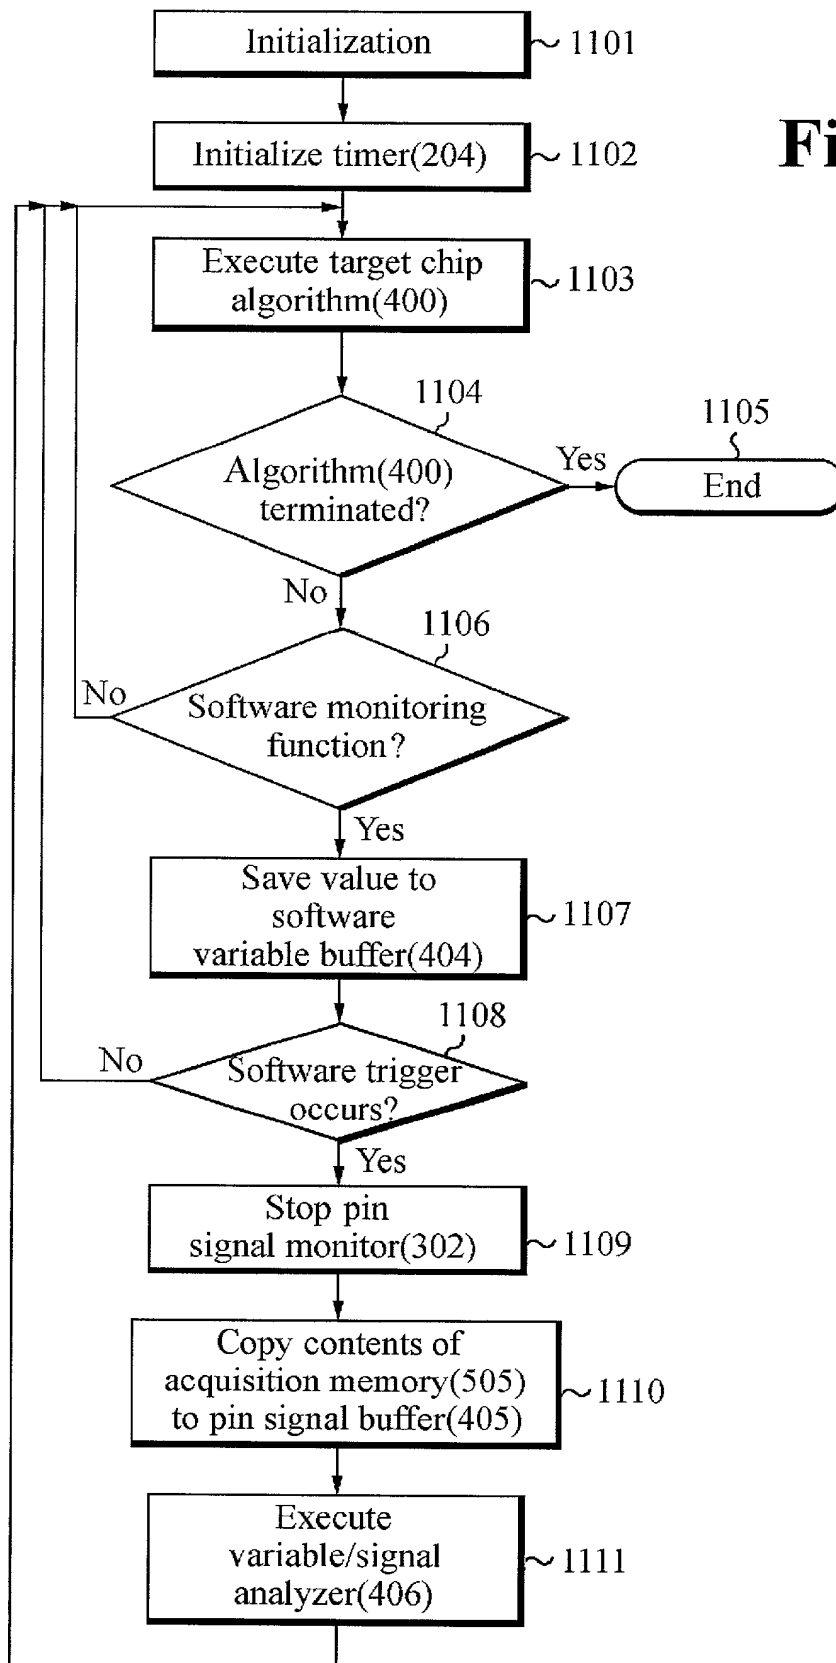 Initialization
1101
Initialize timer(204)
1102
Fi
Execute target chip
algorithm(400)
1103
1104
Algorithm(400)
terminated?
Yes
1105
End
No
1106
Software monitoring
function?
No
Yes
Save value to
software
variable buffer(404)
1107
1108
Software trigger
occurs?
No
Yes
Stop pin
signal monitor(302)
1109
Copy contents of
acquisition memory(505)
to pin signal buffer(405)
1110
Execute
variable/signal
analyzer(406)
1111